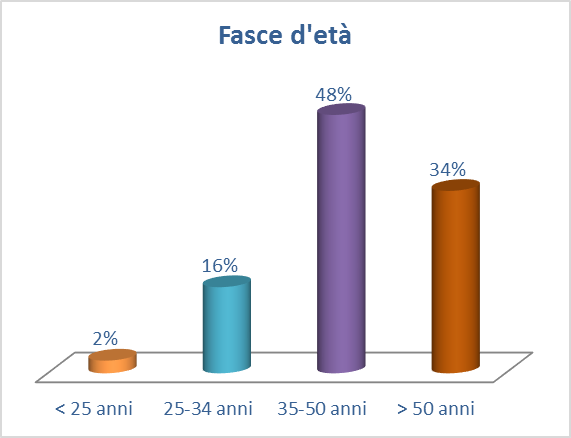 Fasce d'età
48%
34%
16%
2%
< 25 anni 25-34 anni 35-50 anni > 50 anni